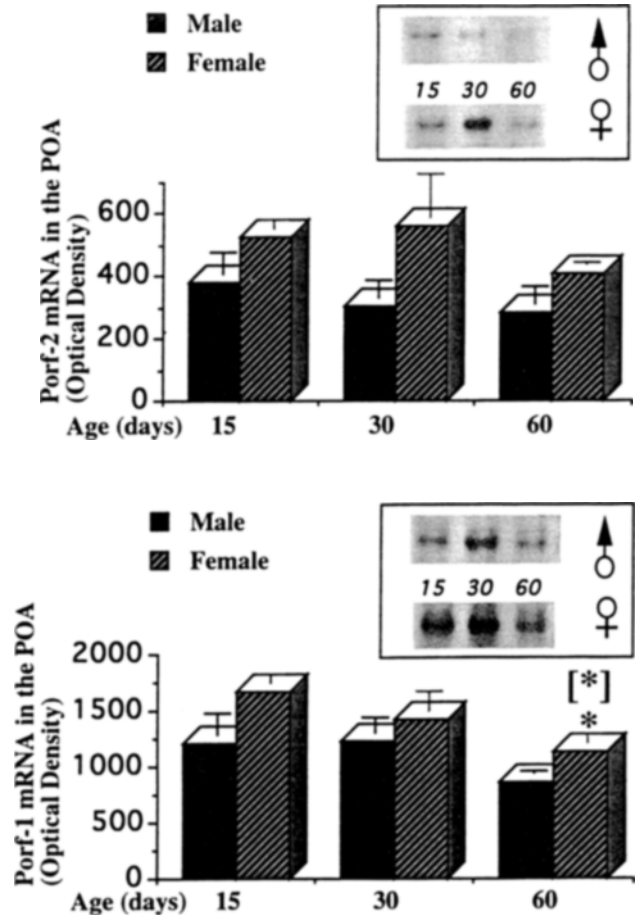 Male
Female
15 30 60
♂
♀
Porf-2 mRNA in the POA
(Optical Density)
600
400
200
0
Age (days) 15 30 60
Male
Female
15 30 60
♂
♀
Porf-1 mRNA in the POA
(Optical Density)
2000
1500
1000
500
0
[*]
*
Age (days) 15 30 60